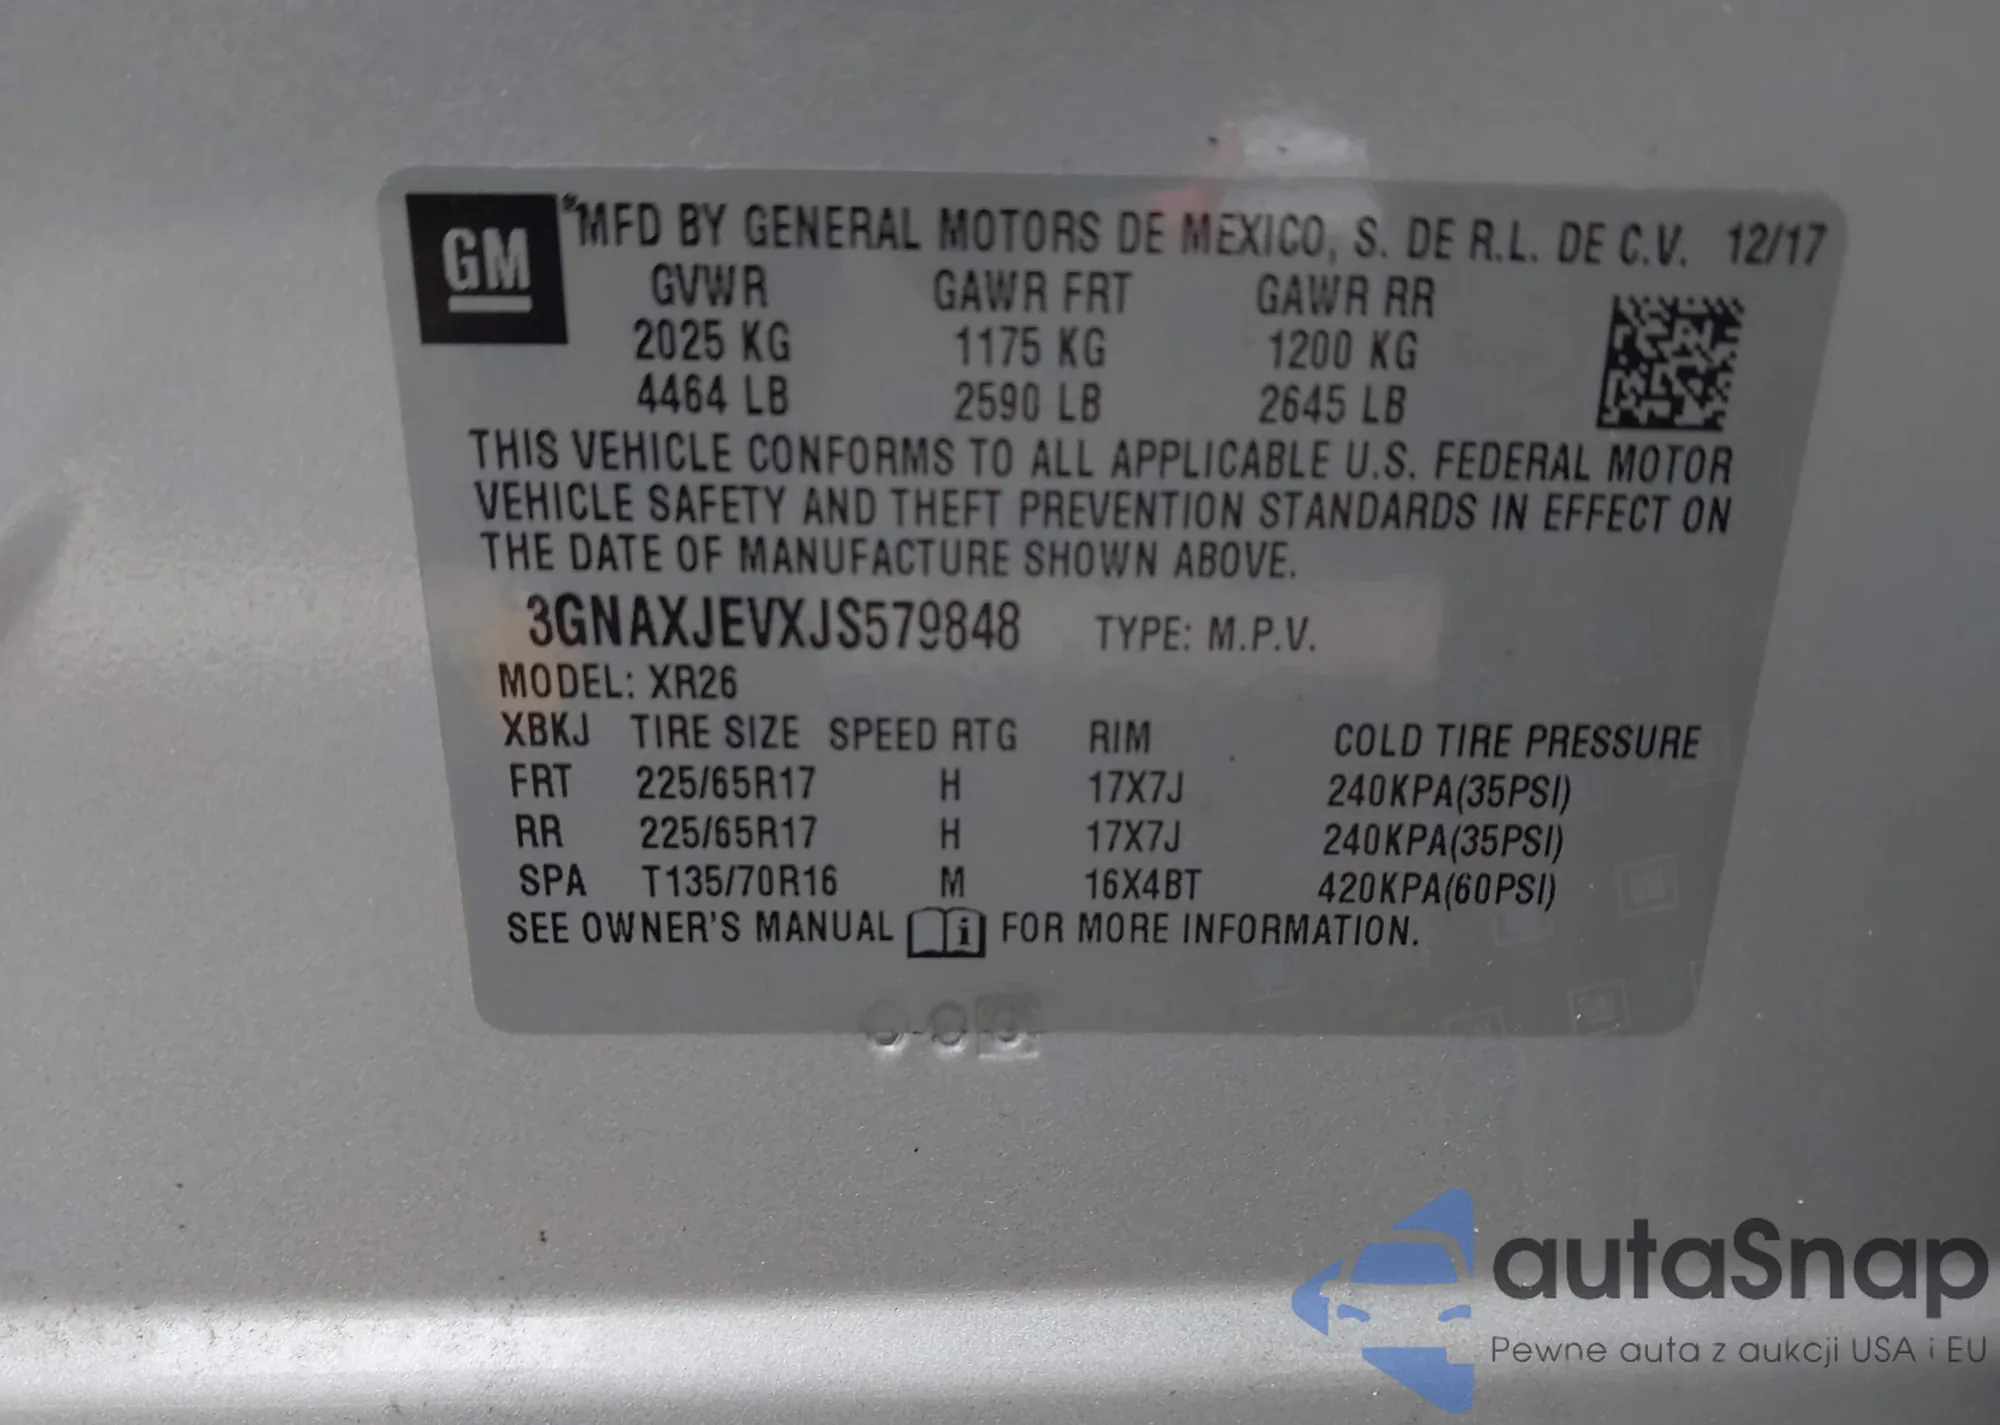 GM
®MFD BY GENERAL MOTORS DE MEXICO, S. DE R.L. DE C.V. 12/17
GVWR GAWR FRT GAWR RR
2025 KG 1175 KG 1200 KG
4464 LB 2590 LB 2645 LB
THIS VEHICLE CONFORMS TO ALL APPLICABLE U.S. FEDERAL MOTOR
VEHICLE SAFETY AND THEFT PREVENTION STANDARDS IN EFFECT ON
THE DATE OF MANUFACTURE SHOWN ABOVE.
3GNAXJEVXJS579848 TYPE: M.P.V.
MODEL: XR26
XBKJ TIRE SIZE SPEED RTG RIM COLD TIRE PRESSURE
FRT 225/65R17 H 17X7J 240KPA(35PSI)
RR 225/65R17 H 17X7J 240KPA(35PSI)
SPA T135/70R16 M 16X4BT 420KPA(60PSI)
SEE OWNER'S MANUAL i FOR MORE INFORMATION.
autaSnap
Pewne auta z aukcji USA i EU